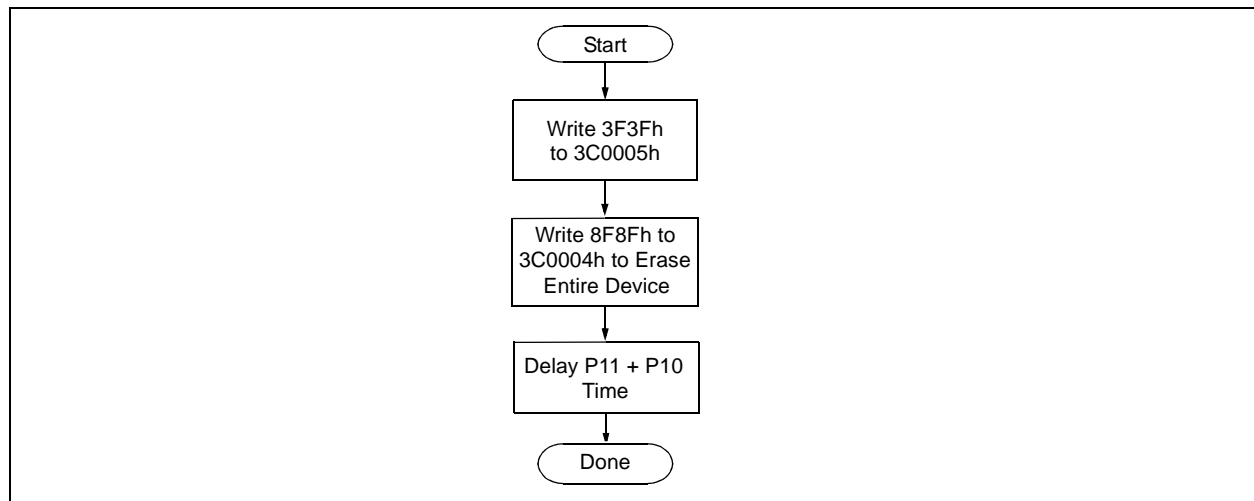 Start
Write 3F3Fh
to 3C0005h
Write 8F8Fh to
3C0004h to Erase
Entire Device
Delay P11 + P10
Time
Done